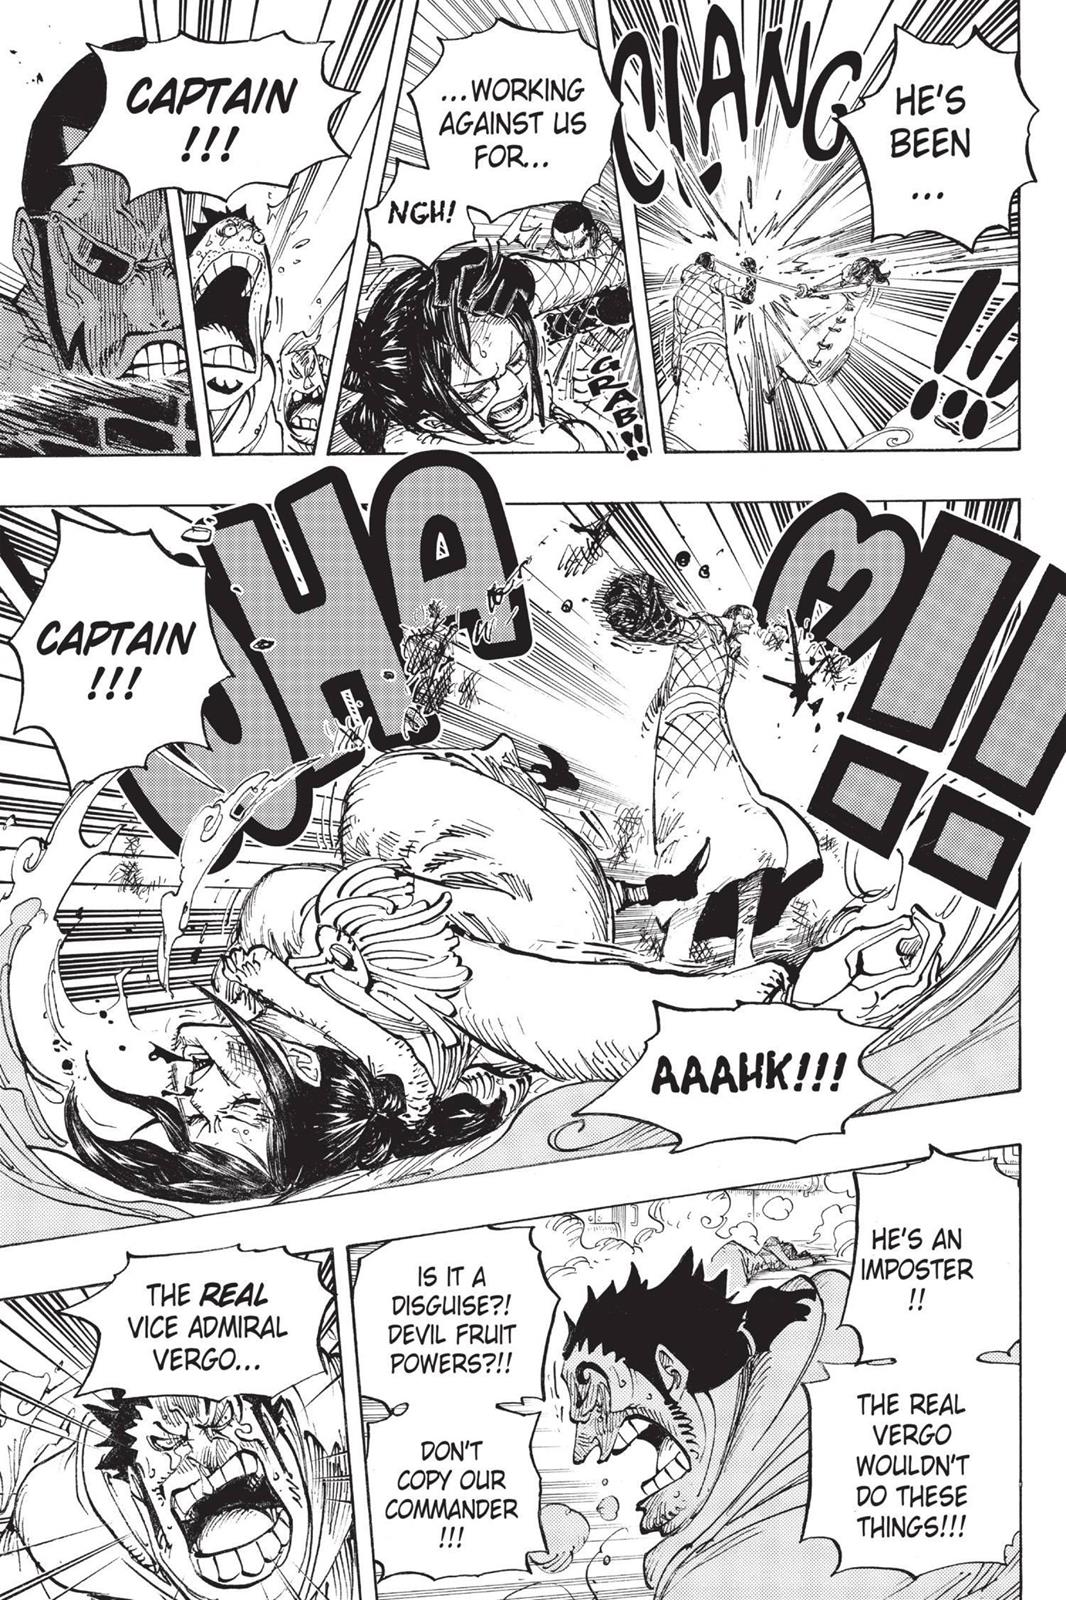 HE'S
BEEN
...
CLANG
!!!
...WORKING
AGAINST US
FOR...
NGH!
GRAB!!
CAPTAIN
!!!
WHAM!!
AAAHK!!!
CAPTAIN
!!!
HE'S AN
IMPOSTER
!!
THE REAL
VERGO
WOULDN'T
DO THESE
THINGS!!!
IS IT A
DISGUISE?!
DEVIL FRUIT
POWERS?!!
DON'T
COPY OUR
COMMANDER
!!!
THE REAL
VICE ADMIRAL
VERGO...